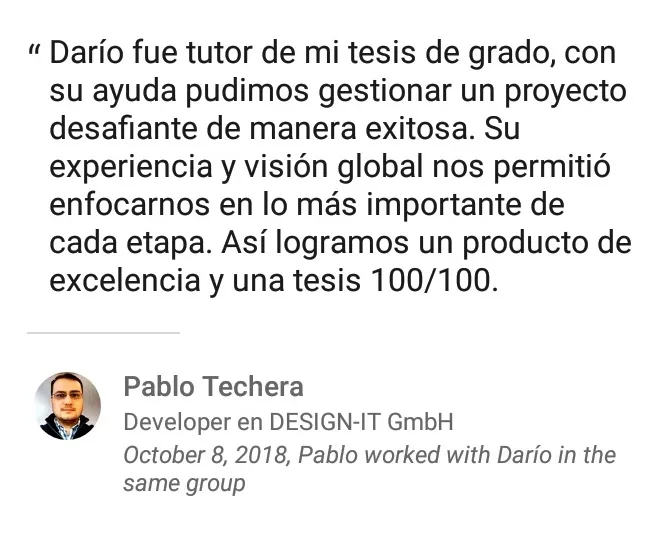 “ Darío fue tutor de mi tesis de grado, con
su ayuda pudimos gestionar un proyecto
desafiante de manera exitosa. Su
experiencia y visión global nos permitió
enfocarnos en lo más importante de
cada etapa. Así logramos un producto de
excelencia y una tesis 100/100.
Pablo Techera
Developer en DESIGN-IT GmbH
October 8, 2018, Pablo worked with Darío in the
same group